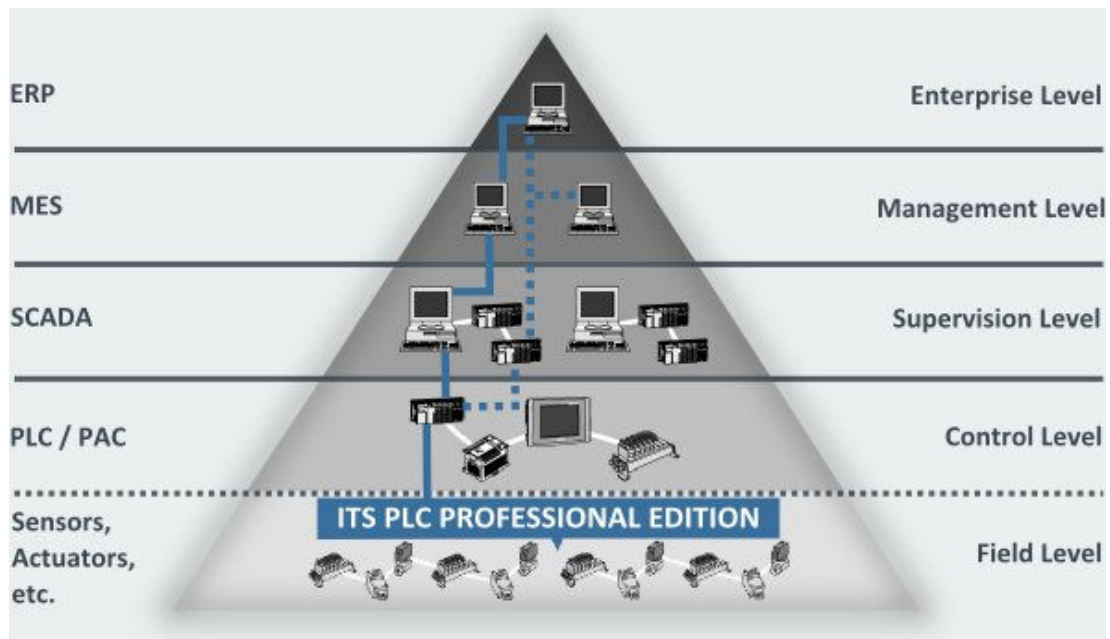 ERP
Enterprise Level
MES
Management Level
SCADA
Supervision Level
PLC / PAC
Control Level
ITS PLC PROFESSIONAL EDITION
Sensors,
Actuators,
etc.
Field Level